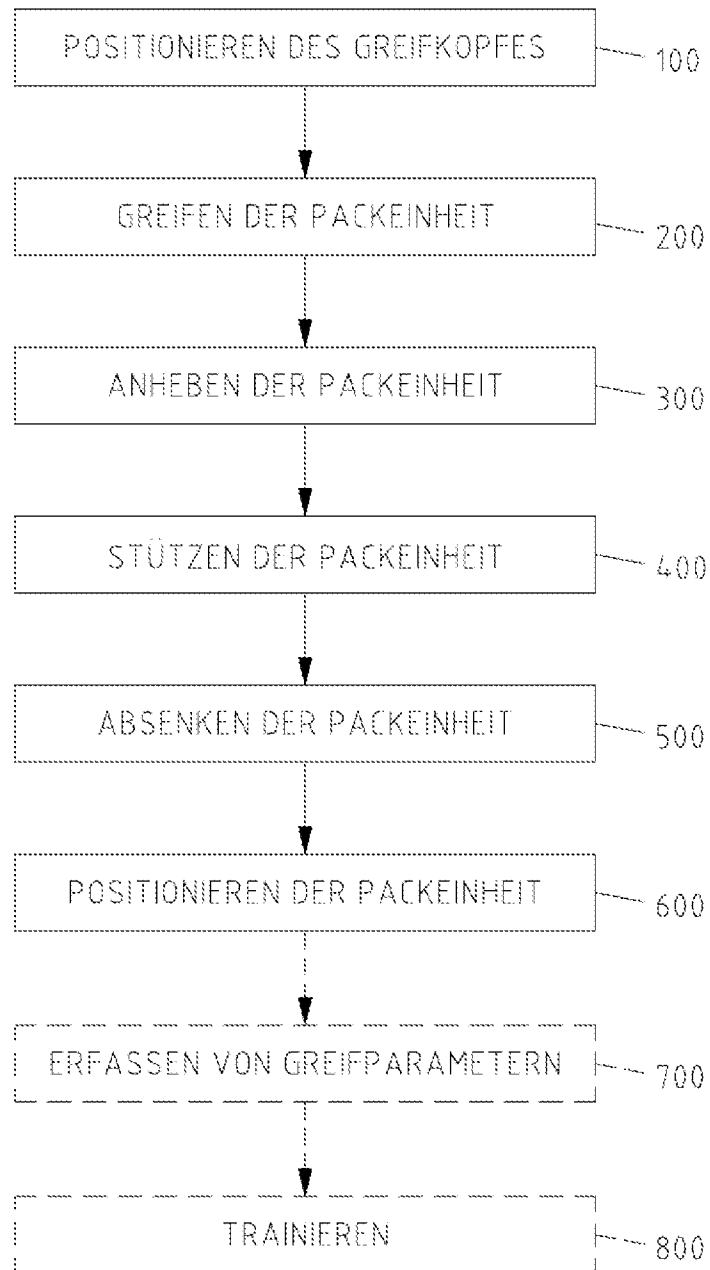 POSITIONIEREN DES GREIFKOPFES
100
GREIFEN DER PACKEINHEIT
200
ANHEBEN DER PACKEINHEIT
300
STÜTZEN DER PACKEINHEIT
400
ABSENKEN DER PACKEINHEIT
500
POSITIONIEREN DER PACKEINHEIT
600
ERFASSEN VON GREIFPARAMETERN
700
TRAINIEREN
800